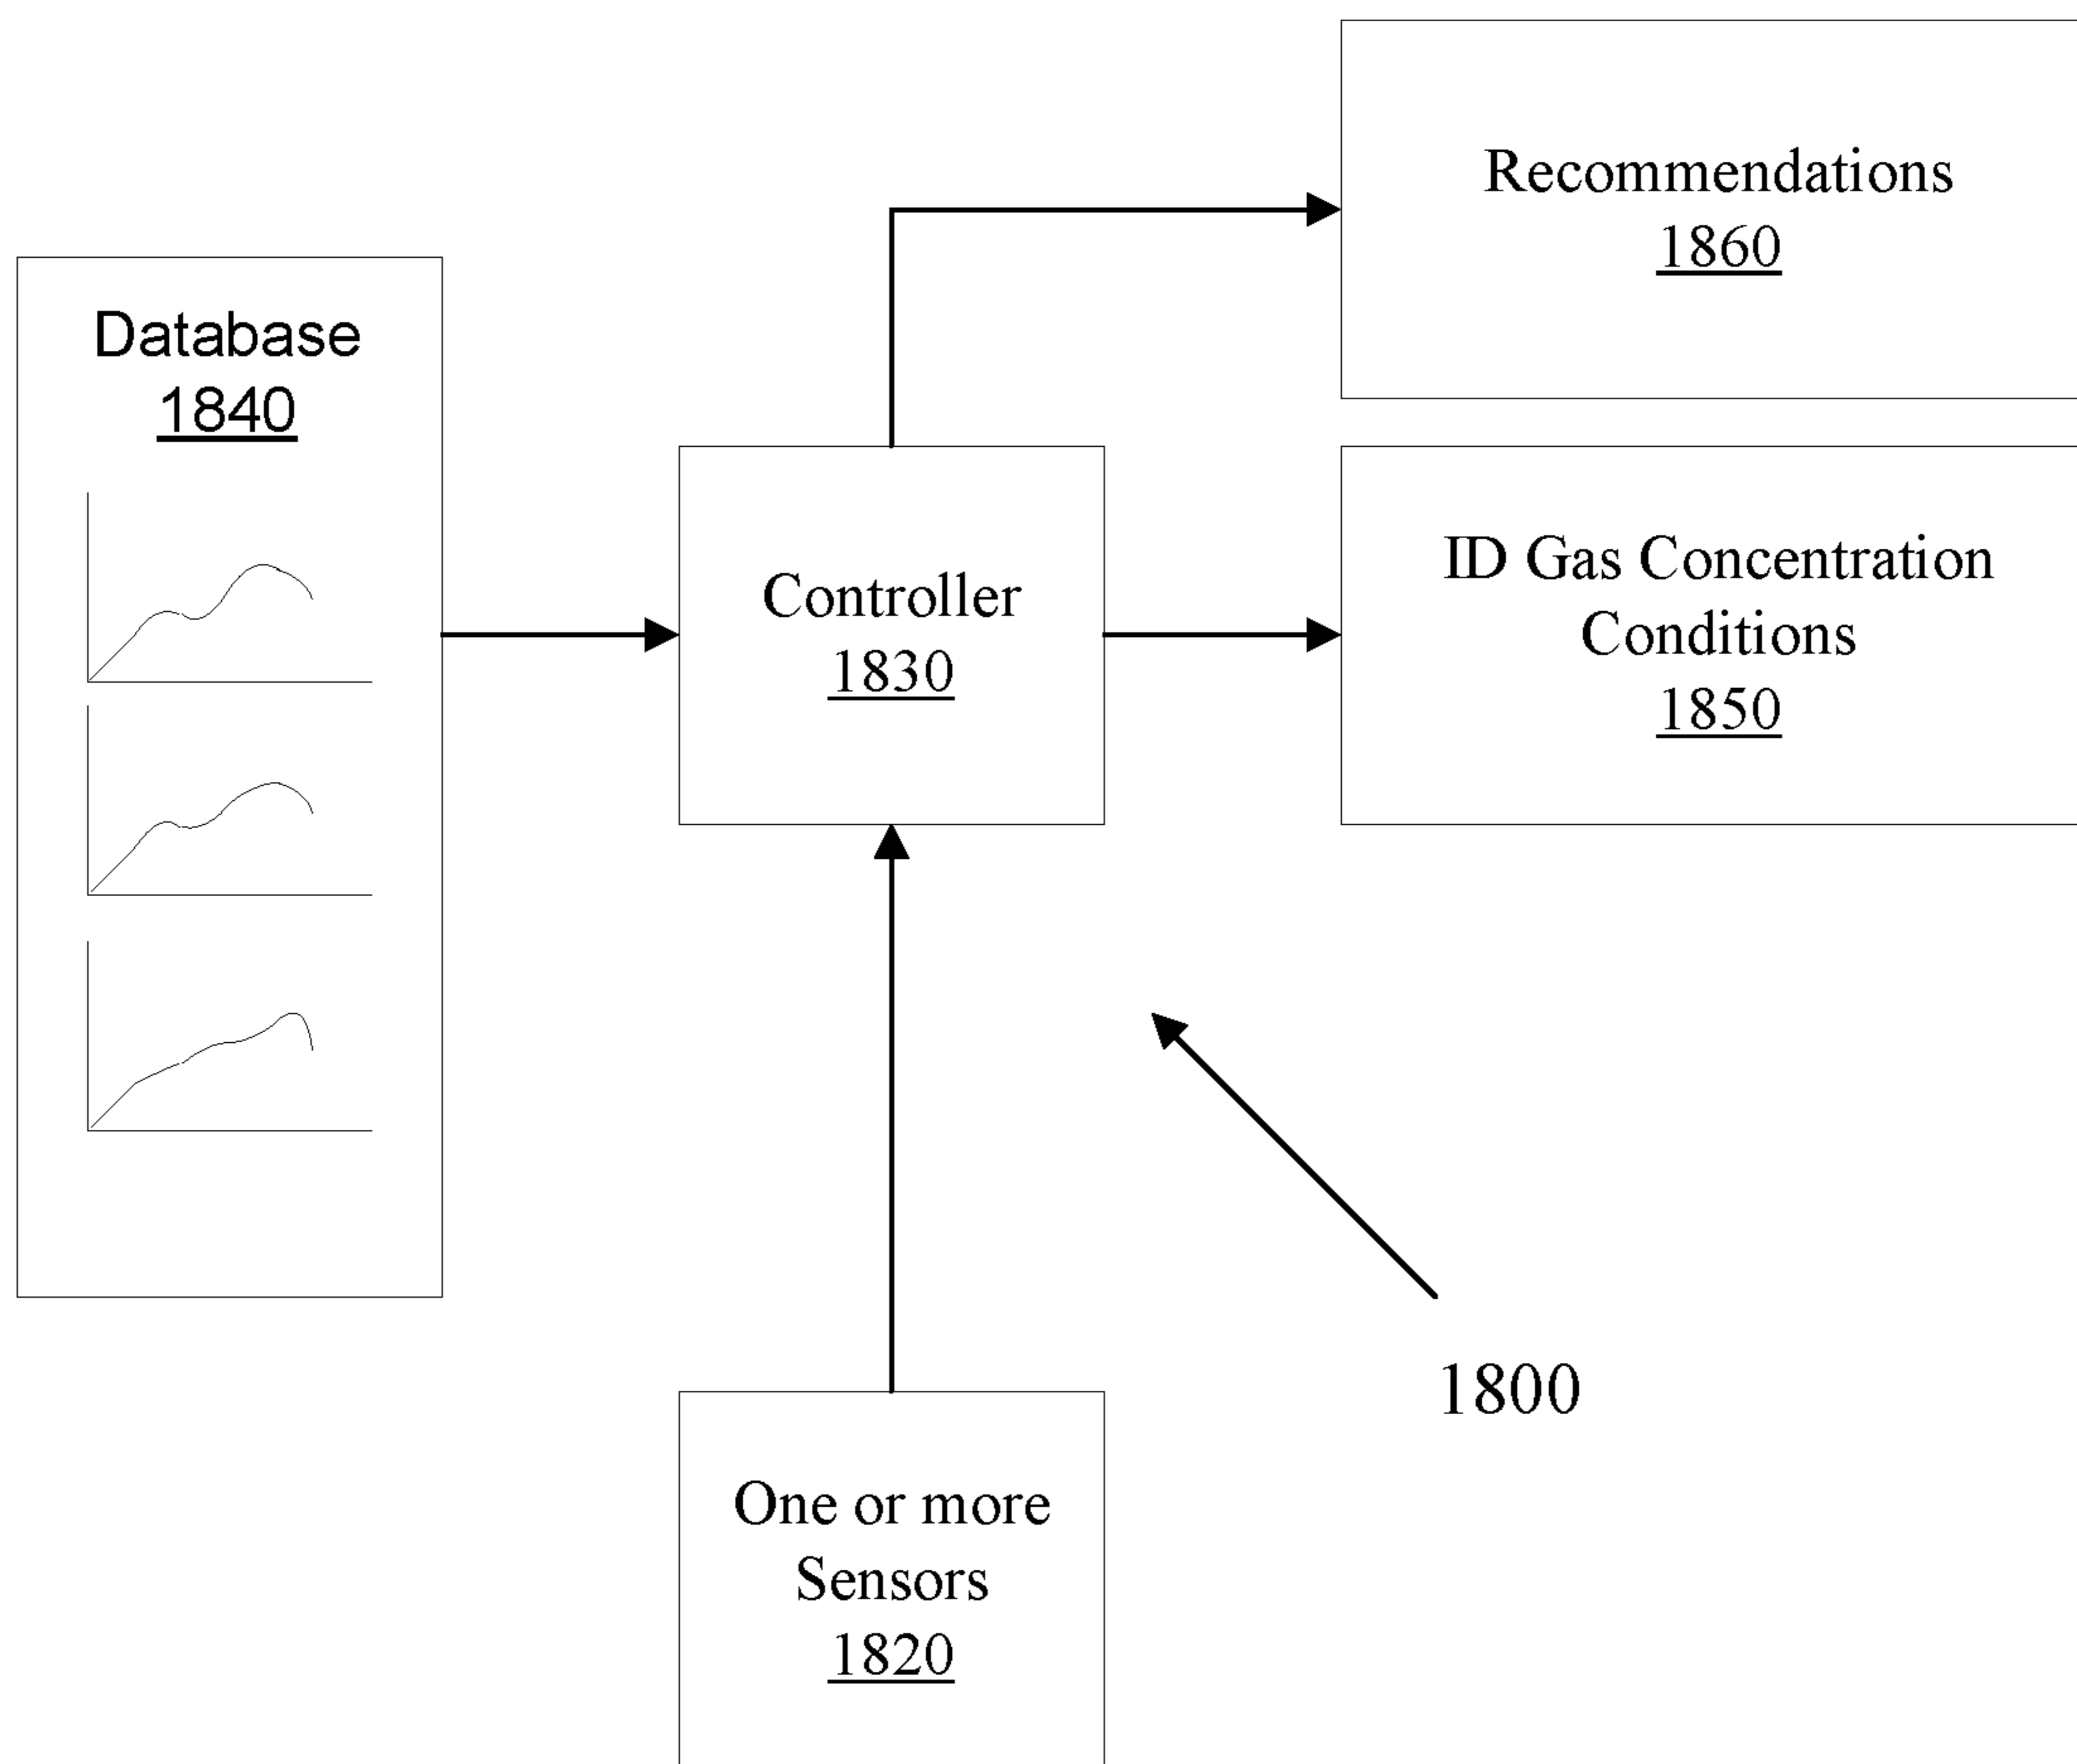 Recommendations
1860
Database
1840
Controller
1830
ID Gas Concentration
Conditions
1850
1800
One or more
Sensors
1820